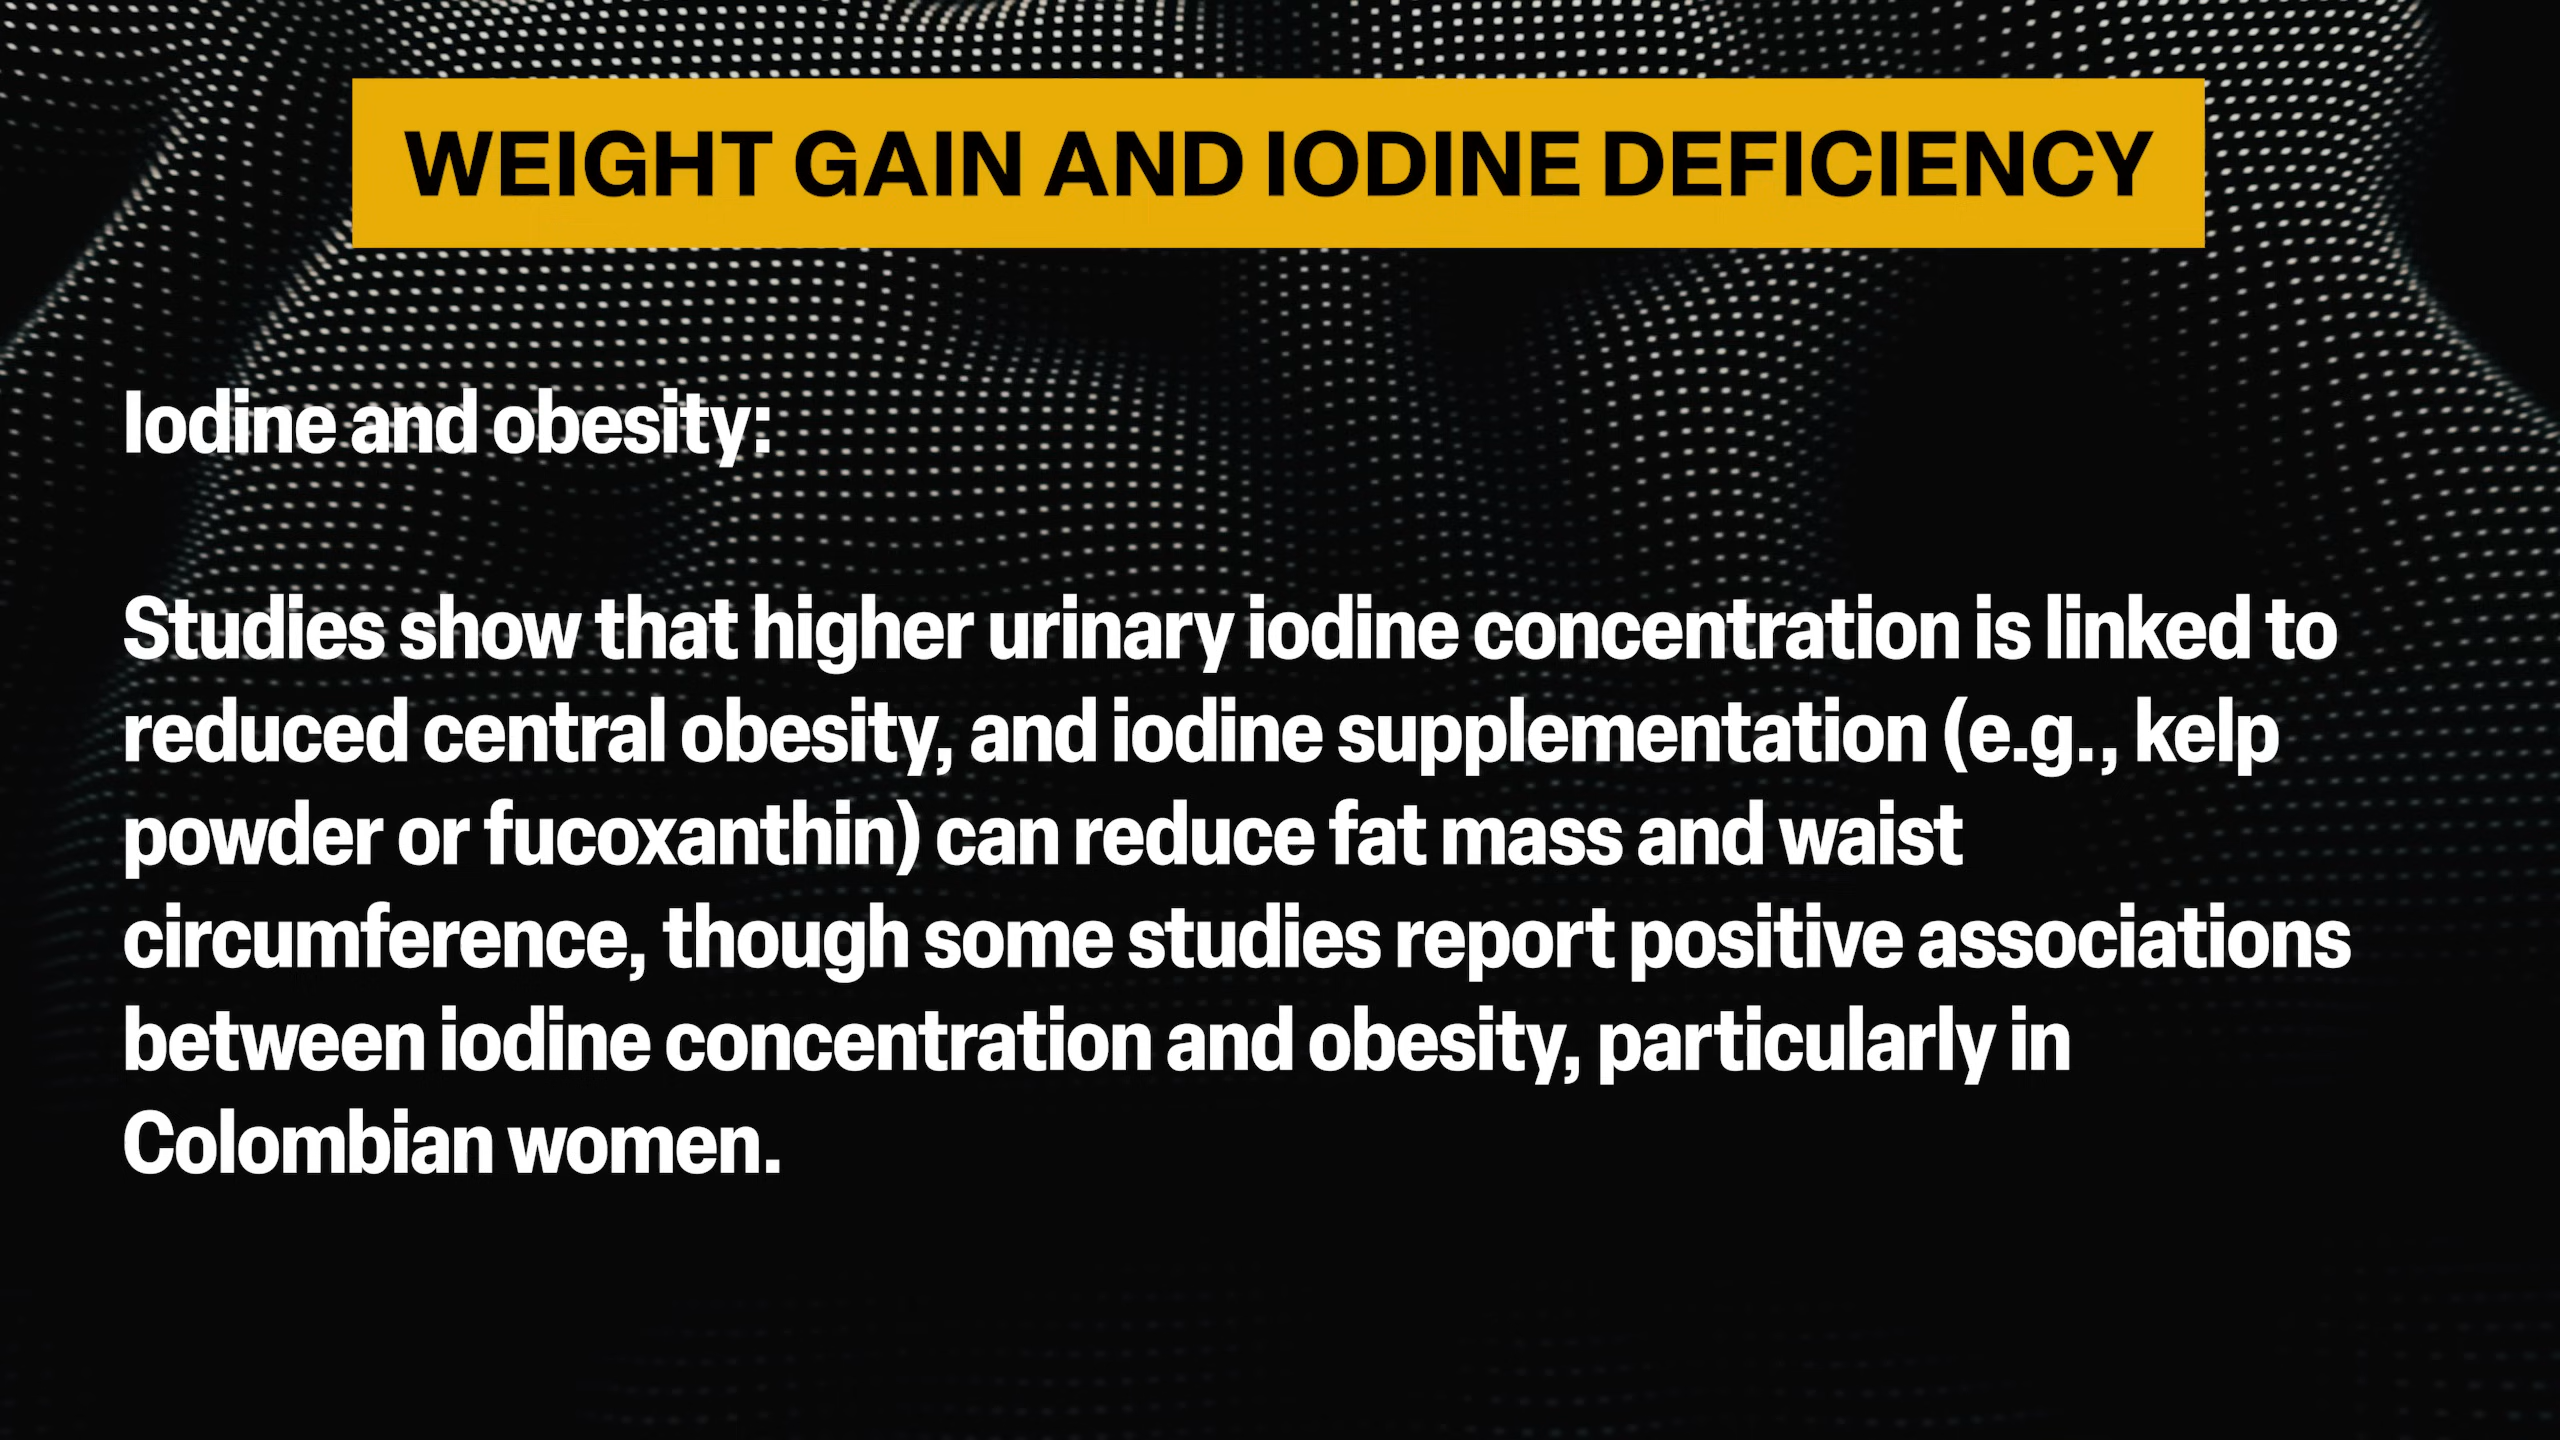 WEIGHT GAIN AND IODINE DEFICIENCY
Iodine and obesity:
Studies show that higher urinary iodine concentration is linked to
reduced central obesity, and iodine supplementation (e.g., kelp
powder or fucoxanthin) can reduce fat mass and waist
circumference, though some studies report positive associations
between iodine concentration and obesity, particularly in
Colombian women.